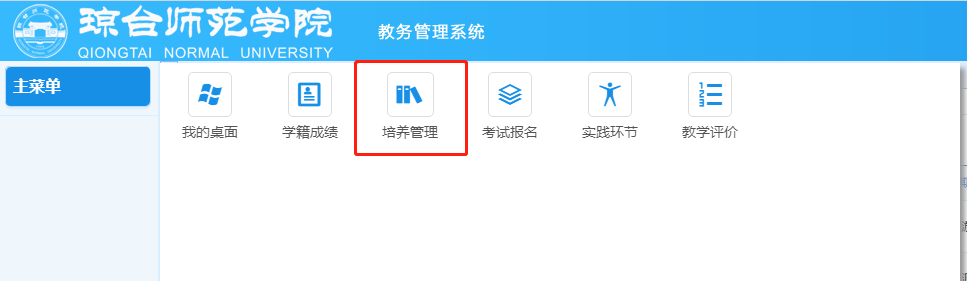 琼台师范学院
QIONGTAI NORMAL UNIVERSITY
教务管理系统
主菜单
我的桌面
学籍成绩
培养管理
考试报名
实践环节
教学评价